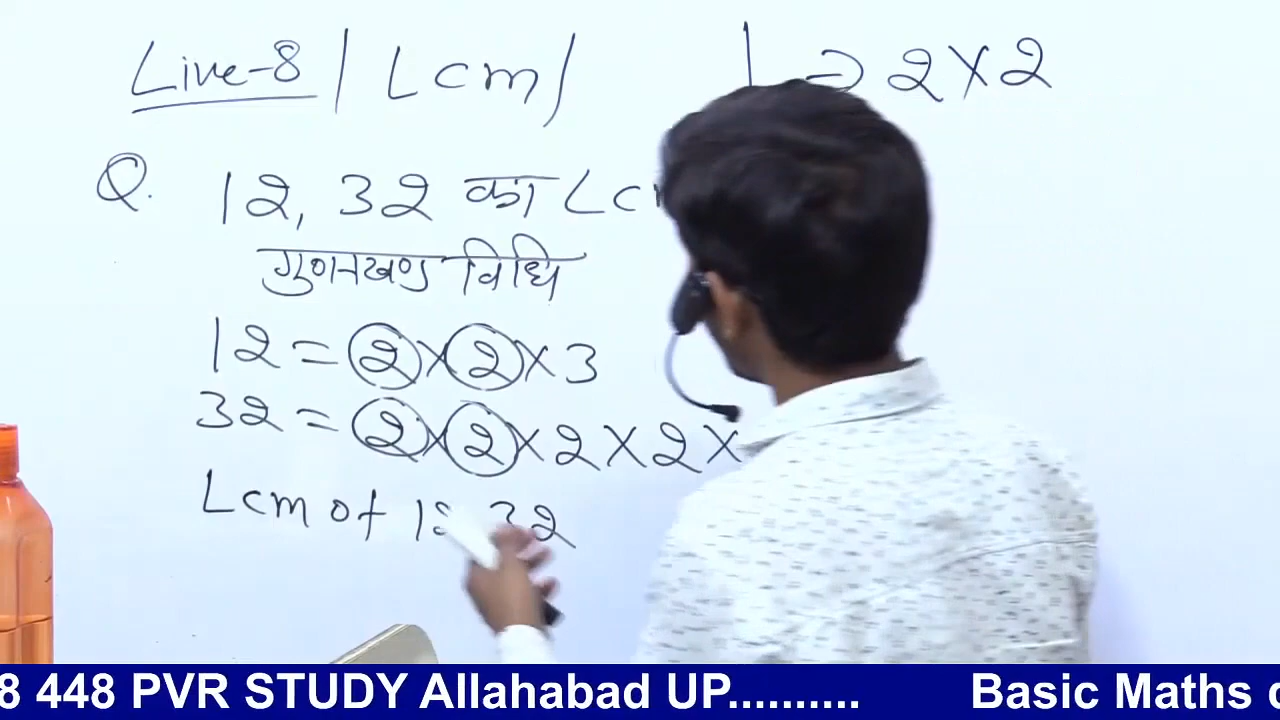 Live-8 / Lcm /
L ⇒ 2×2
Q. 12, 32 का Lc
गुणनखण्ड विधि
12 = 2×2×3
32 = 2×2×2×2×
Lcm of 12 32
8 448 PVR STUDY Allahabad UP.......... Basic Maths